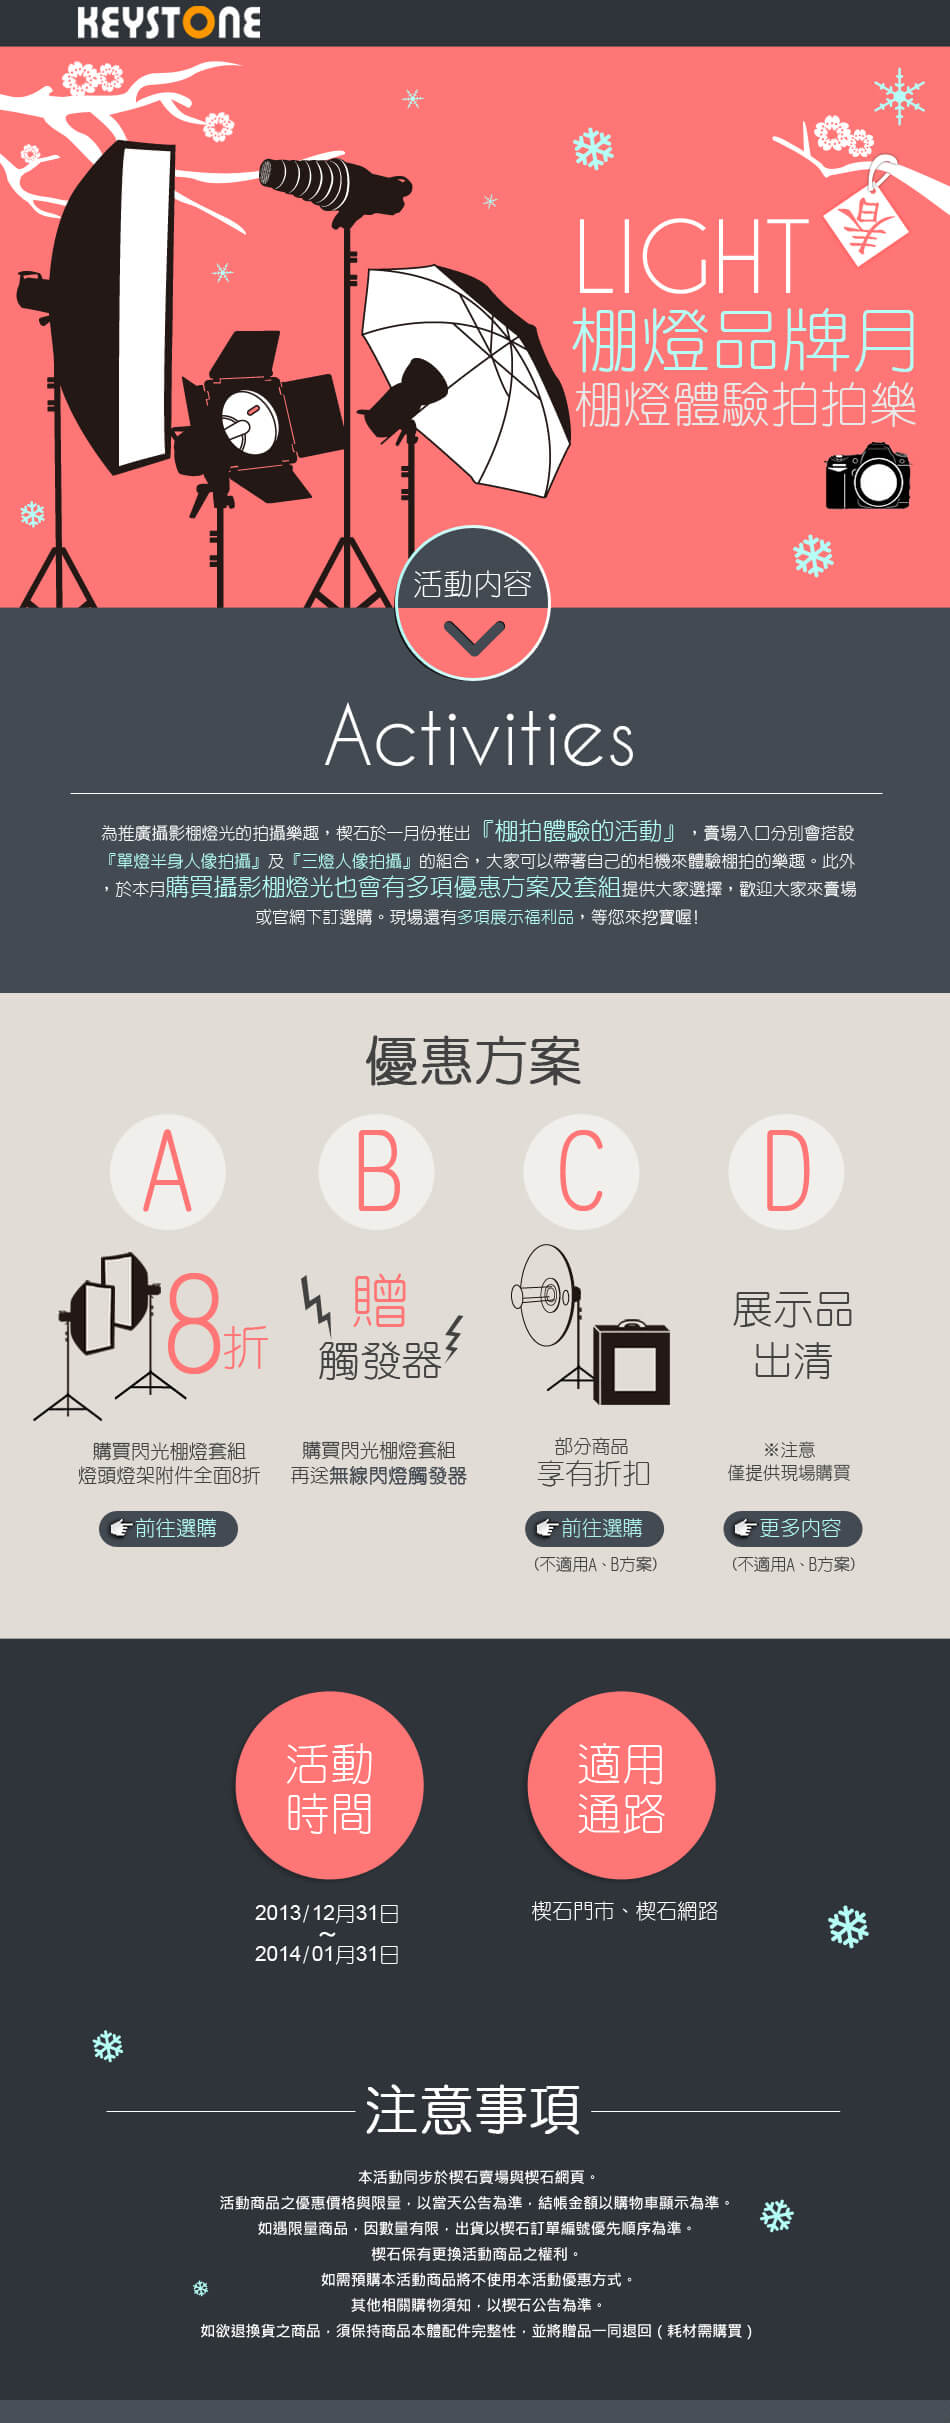 KEYSTONE
春
LIGHT
棚燈品牌月
棚燈體驗拍拍樂
活動內容
Activities
為推廣攝影棚燈光的拍攝樂趣，楔石於一月份推出『棚拍體驗的活動』，賣場入口分別會搭設
『單燈半身人像拍攝』及『三燈人像拍攝』的組合，大家可以帶著自己的相機來體驗棚拍的樂趣。此外
，於本月購買攝影棚燈光也會有多項優惠方案及套組提供大家選擇，歡迎大家來賣場
或官網下訂選購。現場還有多項展示福利品，等您來挖寶喔！
優惠方案
A
8折
購買閃光棚燈套組
燈頭燈架附件全面8折
前往選購
B
贈
觸發器
購買閃光棚燈套組
再送無線閃燈觸發器
C
部分商品
享有折扣
前往選購
(不適用A、B方案)
D
展示品
出清
※注意
僅提供現場購買
更多內容
(不適用A、B方案)
活動
時間
2013/12月31日
~
2014/01月31日
適用
通路
楔石門市、楔石網路
注意事項
本活動同步於楔石賣場與楔石網頁。
活動商品之優惠價格與限量，以當天公告為準，結帳金額以購物車顯示為準。
如遇限量商品，因數量有限，出貨以楔石訂單編號優先順序為準。
楔石保有更換活動商品之權利。
如需預購本活動商品將不使用本活動優惠方式。
其他相關購物須知，以楔石公告為準。
如欲退換貨之商品，須保持商品本體配件完整性，並將贈品一同退回（耗材需購買）